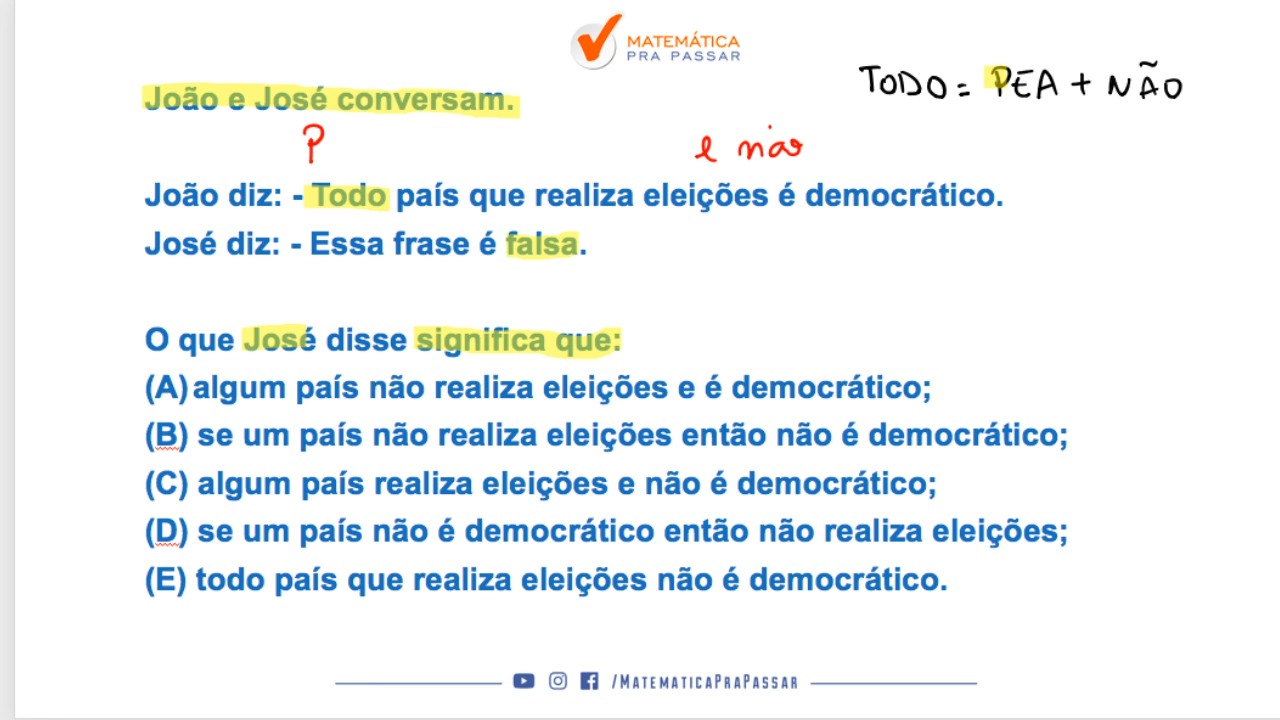 MATEMÁTICA
PRA PASSAR
TODO = PEA + NÃO
João e José conversam.
P e não
João diz: - Todo país que realiza eleições é democrático.
José diz: - Essa frase é falsa.
O que José disse significa que:
(A) algum país não realiza eleições e é democrático;
(B) se um país não realiza eleições então não é democrático;
(C) algum país realiza eleições e não é democrático;
(D) se um país não é democrático então não realiza eleições;
(E) todo país que realiza eleições não é democrático.
/MATEMATICAPRAPASSAR